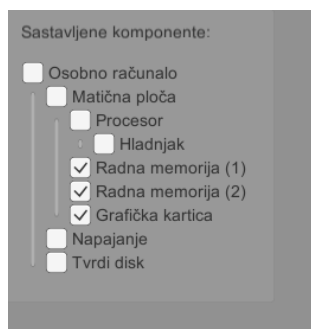 Sastavljene komponente:
Osobno računalo
Matična ploča
Procesor
Hladnjak
Radna memorija (1)
Radna memorija (2)
Grafička kartica
Napajanje
Tvrdi disk